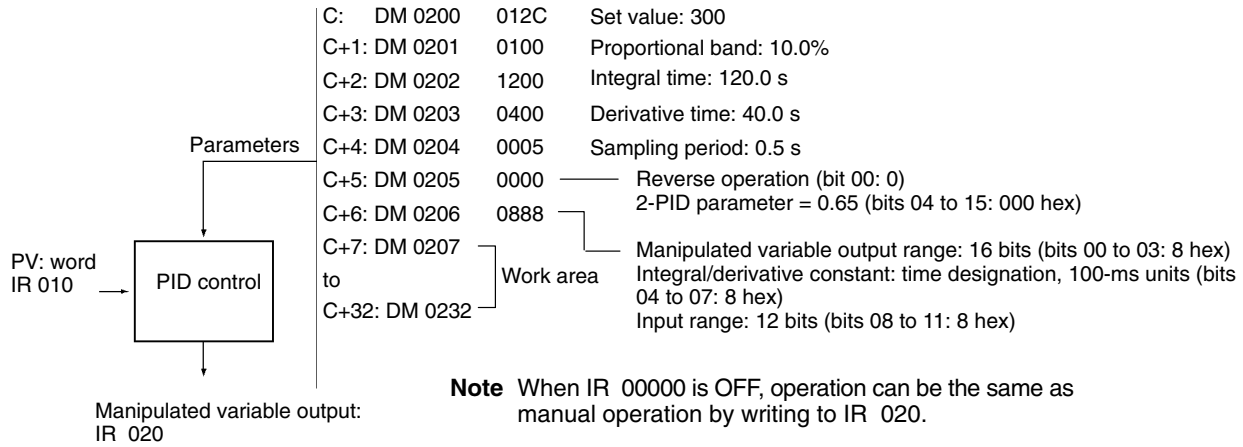 C: DM 0200 012C Set value: 300
C+1: DM 0201 0100 Proportional band: 10.0%
C+2: DM 0202 1200 Integral time: 120.0 s
C+3: DM 0203 0400 Derivative time: 40.0 s
Parameters
C+4: DM 0204 0005 Sampling period: 0.5 s
C+5: DM 0205 0000 Reverse operation (bit 00: 0)
2-PID parameter = 0.65 (bits 04 to 15: 000 hex)
C+6: DM 0206 0888
Manipulated variable output range: 16 bits (bits 00 to 03: 8 hex)
Integral/derivative constant: time designation, 100-ms units (bits
04 to 07: 8 hex)
Input range: 12 bits (bits 08 to 11: 8 hex)
C+7: DM 0207
to
C+32: DM 0232
Work area
PV: word
IR 010
PID control
Manipulated variable output:
IR 020
Note When IR 00000 is OFF, operation can be the same as
manual operation by writing to IR 020.